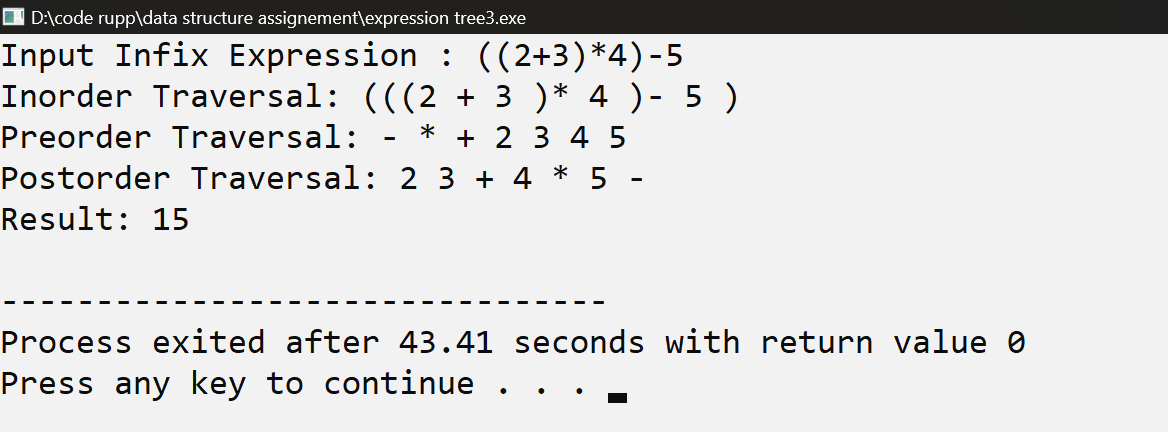 D:\code rupp\data structure assignement\expression tree3.exe
Input Infix Expression : ((2+3)*4)-5
Inorder Traversal: (((2 + 3 )* 4 )- 5 )
Preorder Traversal: - * + 2 3 4 5
Postorder Traversal: 2 3 + 4 * 5 -
Result: 15
--------------------------------
Process exited after 43.41 seconds with return value 0
Press any key to continue . . .